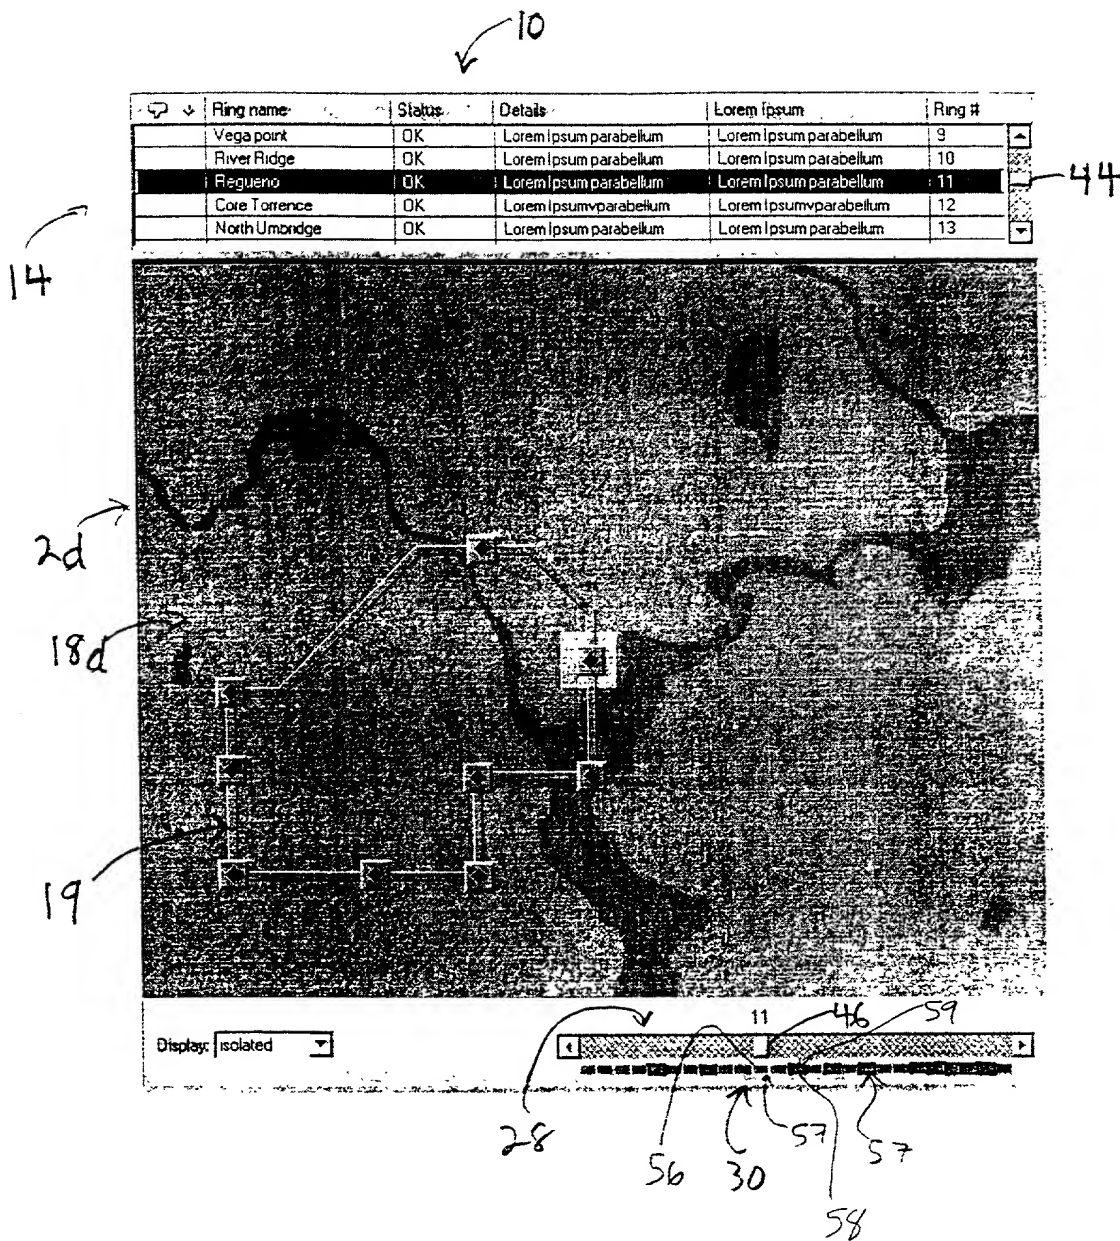 10
Ring name Status Details Lorem Ipsum Ring #
Vega point OK Lorem Ipsum parabellum Lorem Ipsum parabellum 9
River Ridge OK Lorem Ipsum parabellum Lorem Ipsum parabellum 10
Regueno OK Lorem Ipsum parabellum Lorem Ipsum parabellum 11
44
Core Torrence OK Lorem Ipsumvparabellum Lorem Ipsumvparabellum 12
North Umbridge OK Lorem Ipsum parabellum Lorem Ipsum parabellum 13
14
2d
18d
19
11 46 59
Display: isolated
28 56 30 57 57
58